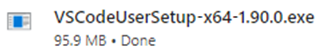 VSCodeUserSetup-x64-1.90.0.exe
95.9 MB • Done